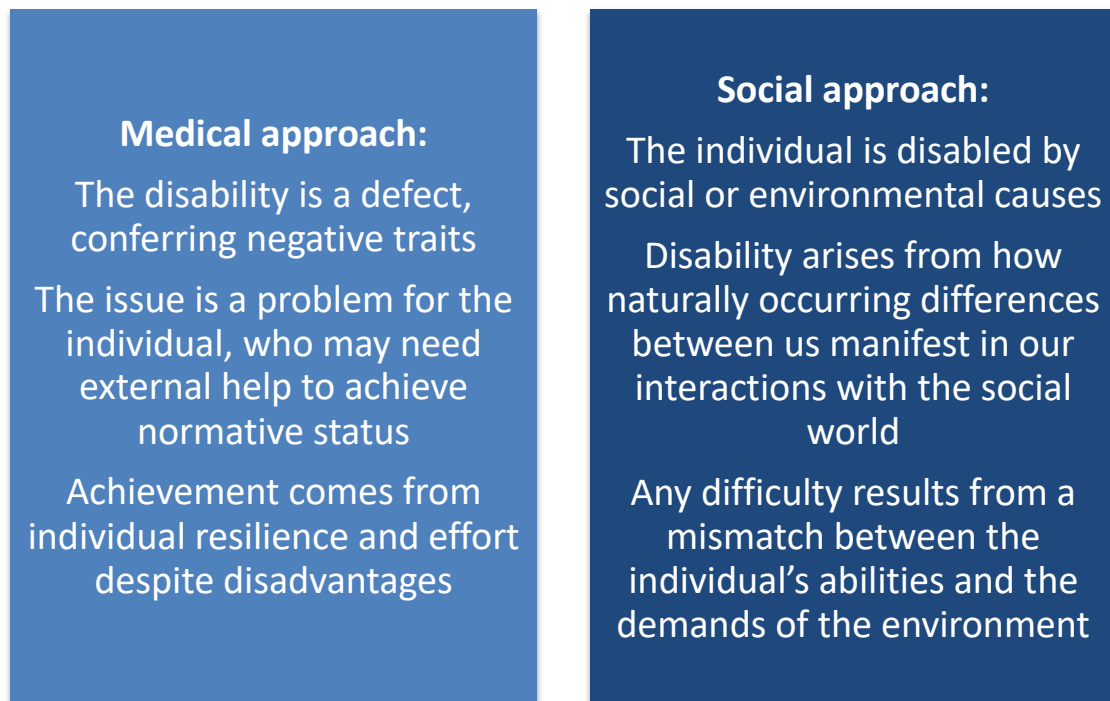 Medical approach:
The disability is a defect,
conferring negative traits
The issue is a problem for the
individual, who may need
external help to achieve
normative status
Achievement comes from
individual resilience and effort
despite disadvantages
Social approach:
The individual is disabled by
social or environmental causes
Disability arises from how
naturally occurring differences
between us manifest in our
interactions with the social
world
Any difficulty results from a
mismatch between the
individual’s abilities and the
demands of the environment